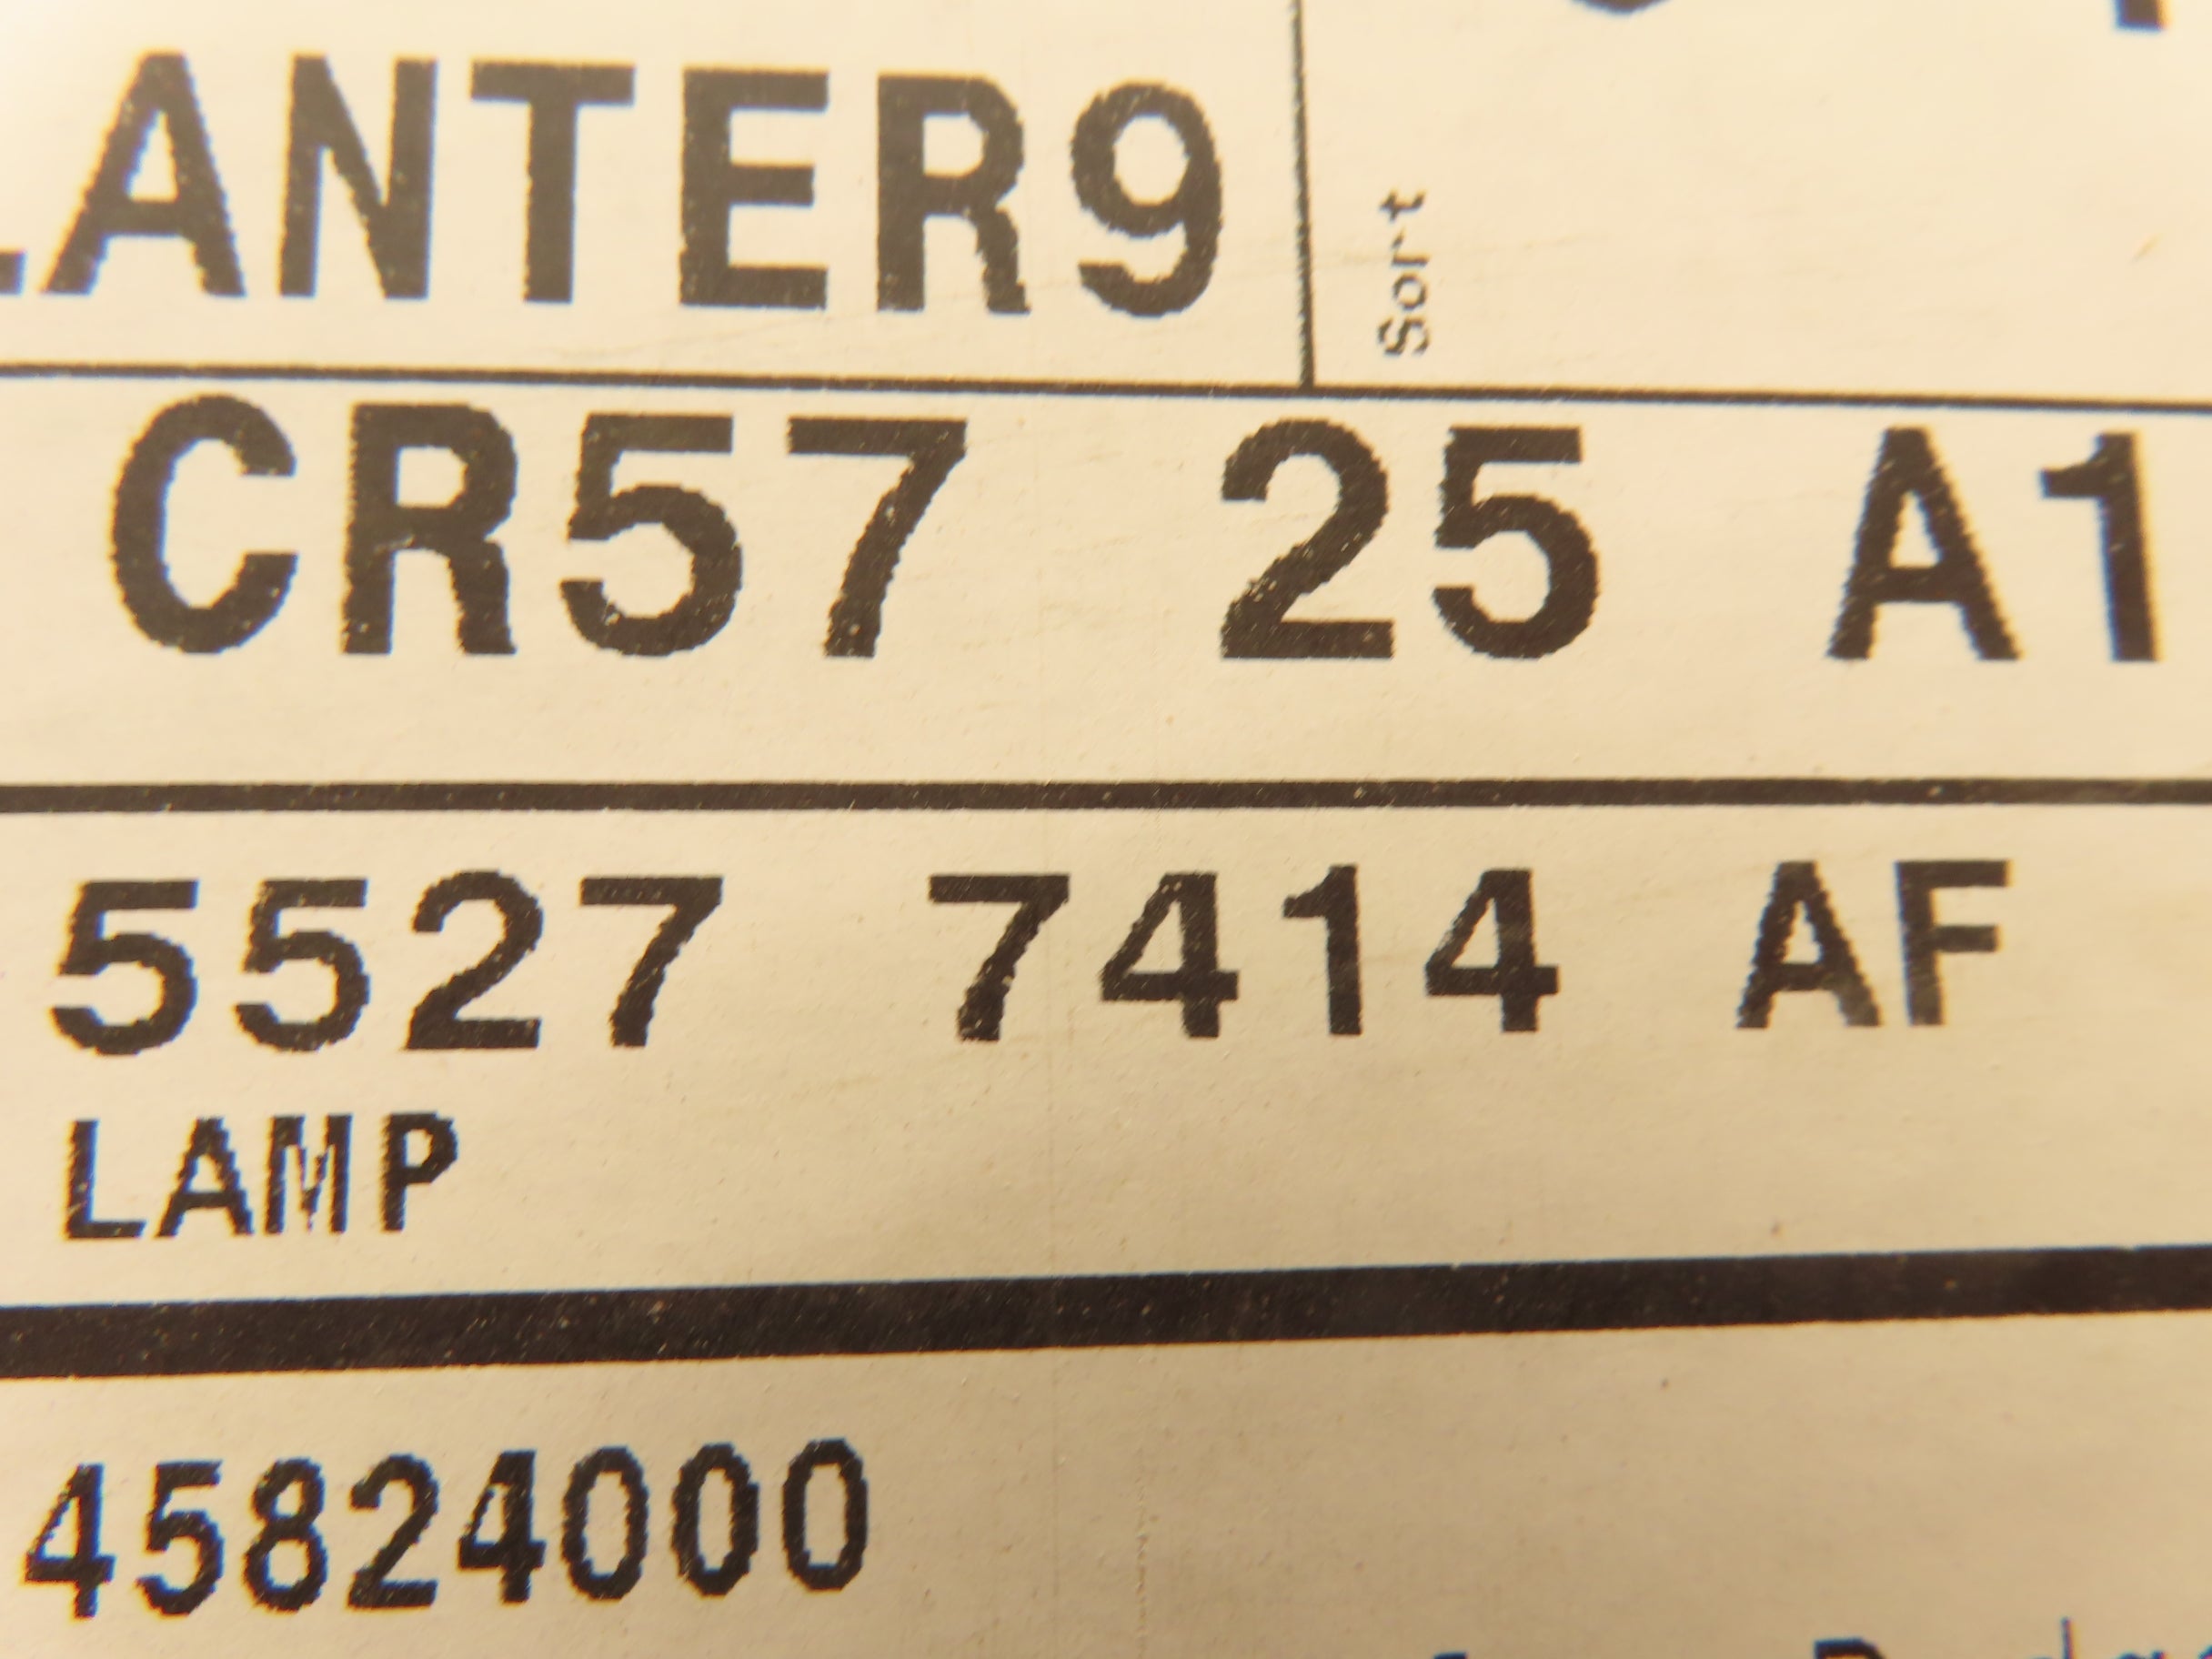 LANTER9
Sort
CR57 25 A1
5527 7414 AF
LAMP
45824000